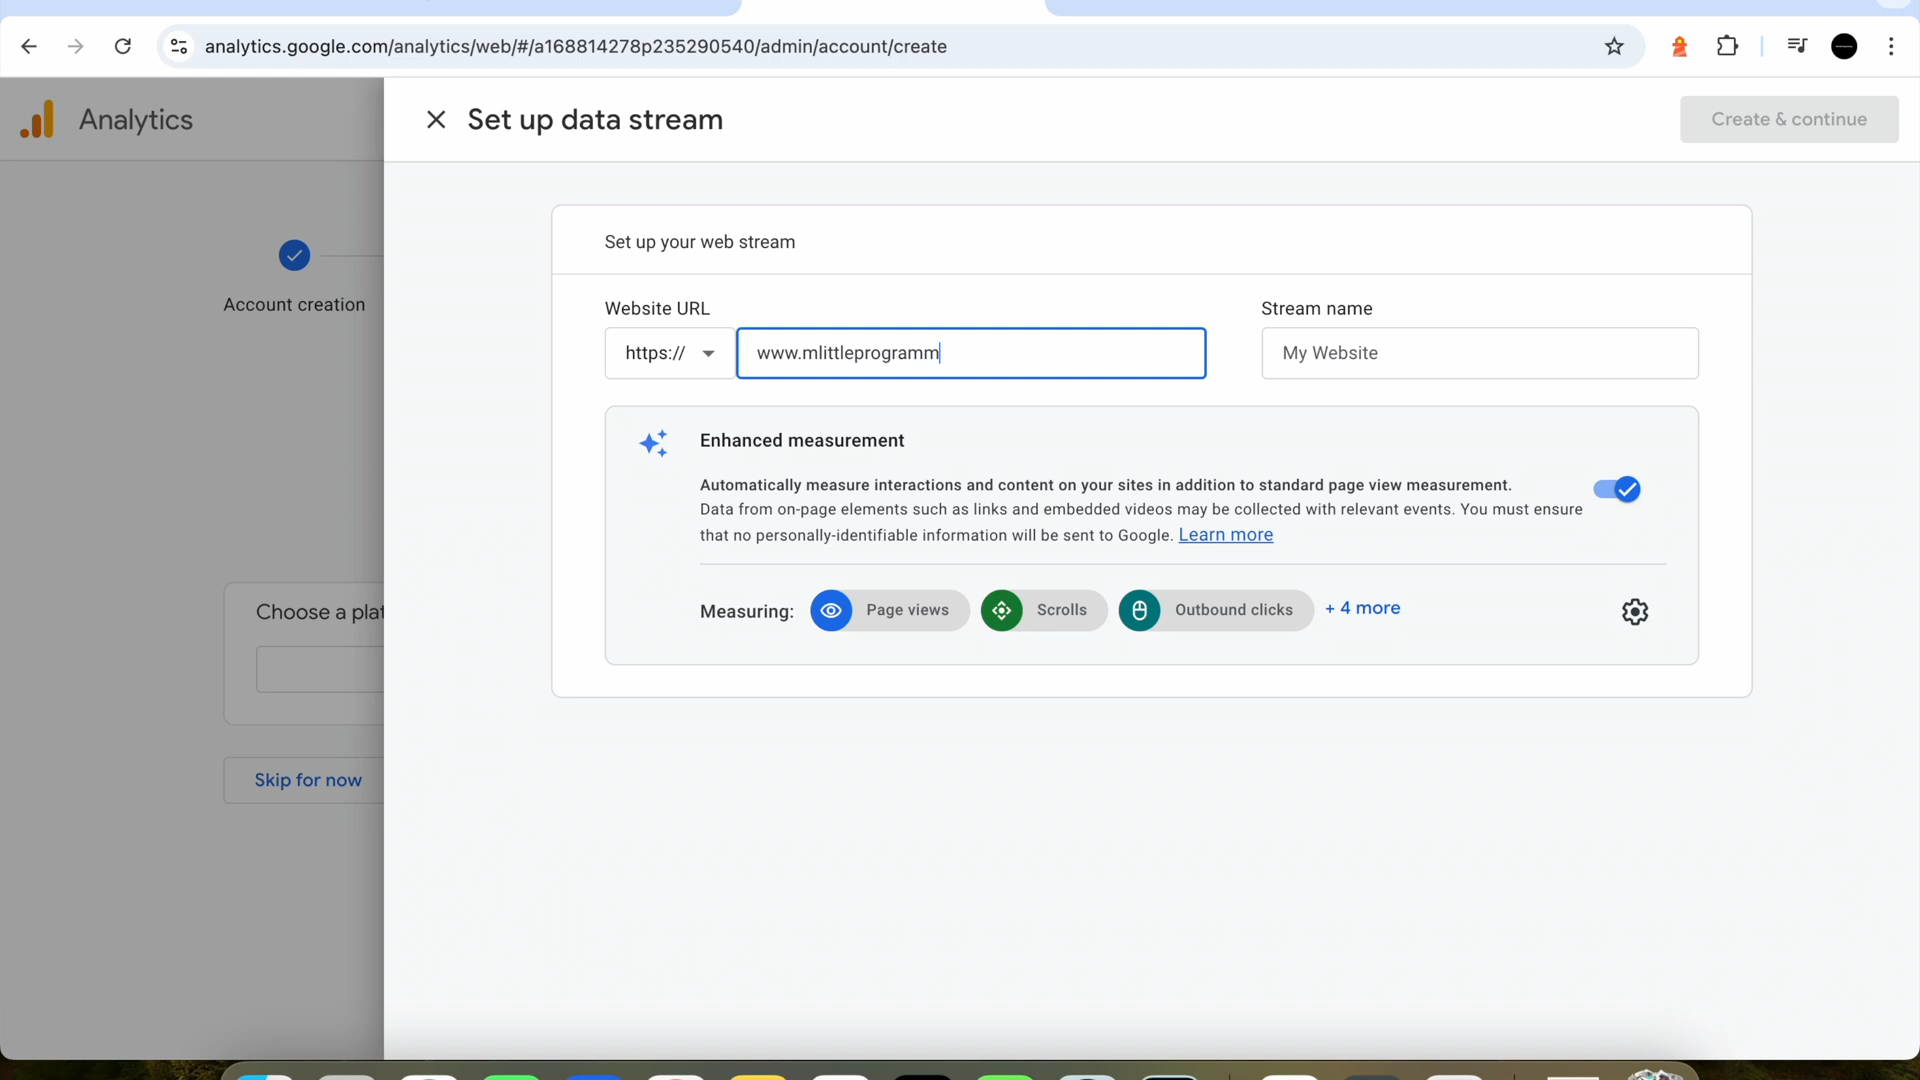 analytics.google.com/analytics/web/#/a168814278p235290540/admin/account/create
Analytics
Set up data stream
Create & continue
Account creation
Set up your web stream
Website URL
Stream name
https://
www.mlittleprogramm
My Website
Enhanced measurement
Automatically measure interactions and content on your sites in addition to standard page view measurement.
Data from on-page elements such as links and embedded videos may be collected with relevant events. You must ensure
that no personally-identifiable information will be sent to Google. Learn more
Measuring:
Page views
Scrolls
Outbound clicks
+ 4 more
Choose a plat
Skip for now